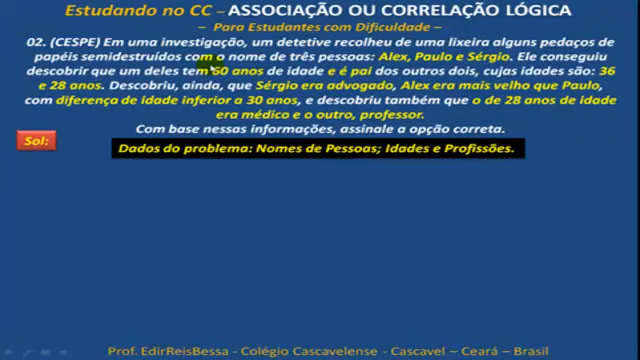 Estudando no CC – ASSOCIAÇÃO OU CORRELAÇÃO LÓGICA
– Para Estudantes com Dificuldade –
02. (CESPE) Em uma investigação, um detetive recolheu de uma lixeira alguns pedaços de
papéis semidestruídos com o nome de três pessoas: Alex, Paulo e Sérgio. Ele conseguiu
descobrir que um deles tem 60 anos de idade e é pai dos outros dois, cujas idades são: 36
e 28 anos. Descobriu, ainda, que Sérgio era advogado, Alex era mais velho que Paulo,
com diferença de idade inferior a 30 anos, e descobriu também que o de 28 anos de idade
era médico e o outro, professor.
Com base nessas informações, assinale a opção correta.
Sol:
Dados do problema: Nomes de Pessoas; Idades e Profissões.
Prof. EdirReisBessa - Colégio Cascavelense - Cascavel – Ceará – Brasil